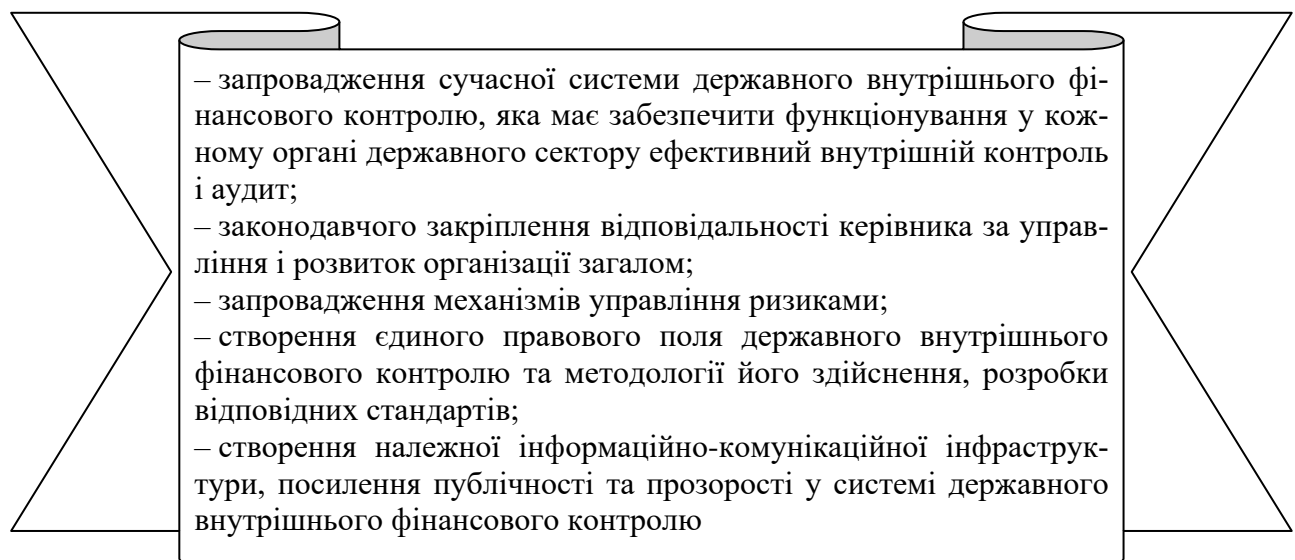 – запровадження сучасної системи державного внутрішнього фі-
нансового контролю, яка має забезпечити функціонування у кож-
ному органі державного сектору ефективний внутрішній контроль
і аудит;
– законодавчого закріплення відповідальності керівника за управ-
ління і розвиток організації загалом;
– запровадження механізмів управління ризиками;
– створення єдиного правового поля державного внутрішнього
фінансового контролю та методології його здійснення, розробки
відповідних стандартів;
– створення належної інформаційно-комунікаційної інфраструк-
тури, посилення публічності та прозорості у системі державного
внутрішнього фінансового контролю